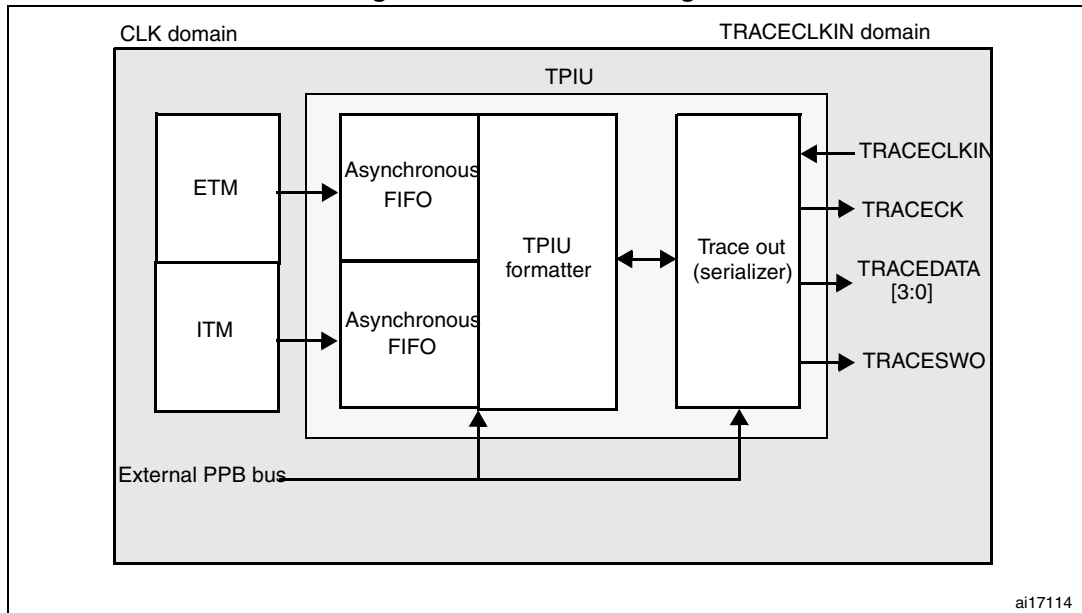 CLK domain
TRACECLKIN domain
TPIU
ETM
Asynchronous
FIFO
TPIU
formatter
Trace out
(serializer)
TRACECLKIN
TRACECK
TRACEDATA
[3:0]
TRACESWO
ITM
Asynchronous
FIFO
External PPB bus
ai17114